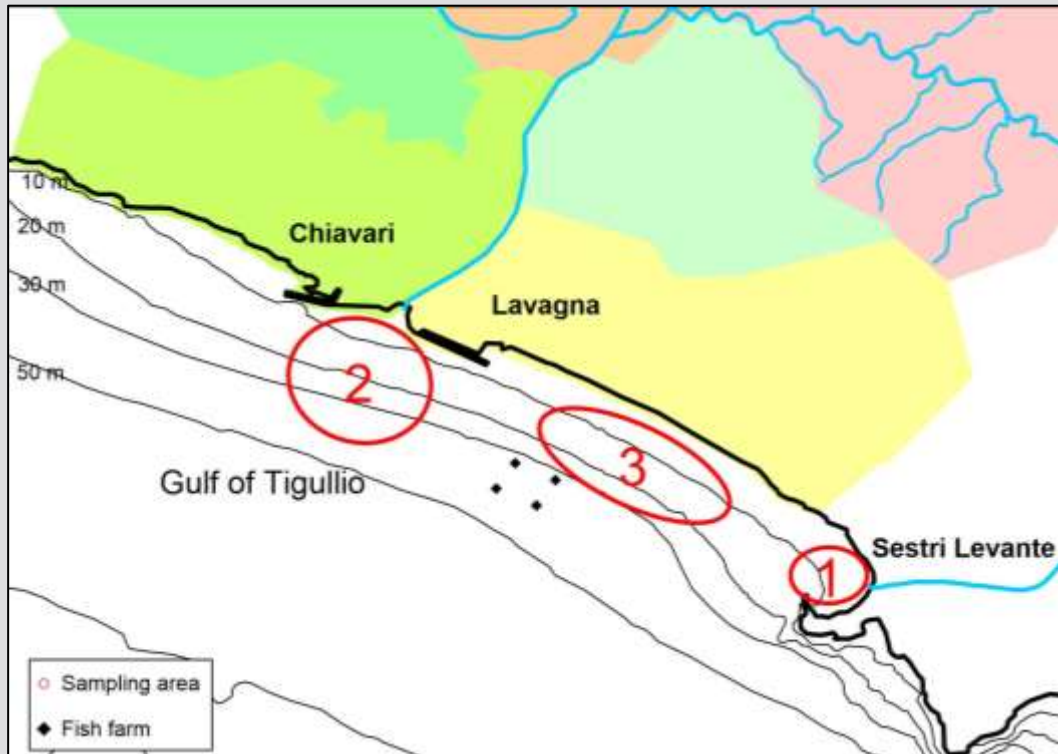 10 m
20 m
30 m
50 m
Chiavari
Lavagna
2
3
Gulf of Tigullio
1
Sestri Levante
Sampling area
Fish farm